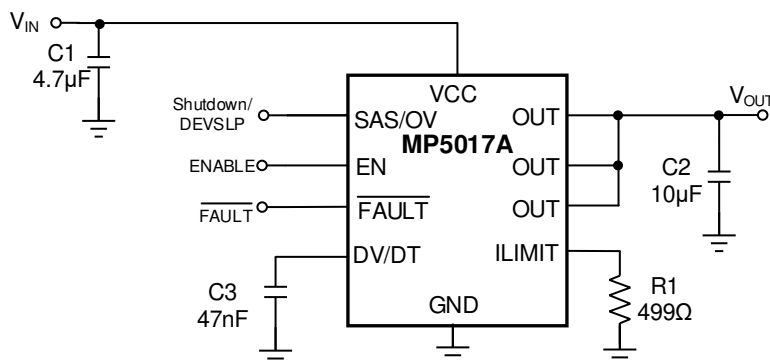 VIN
C1
4.7µF
Shutdown/
DEVSLP
ENABLE
FAULT
C3
47nF
VCC
SAS/OV
MP5017A
EN
FAULT
DV/DT
GND
OUT
OUT
OUT
ILIMIT
VOUT
C2
10µF
R1
499Ω